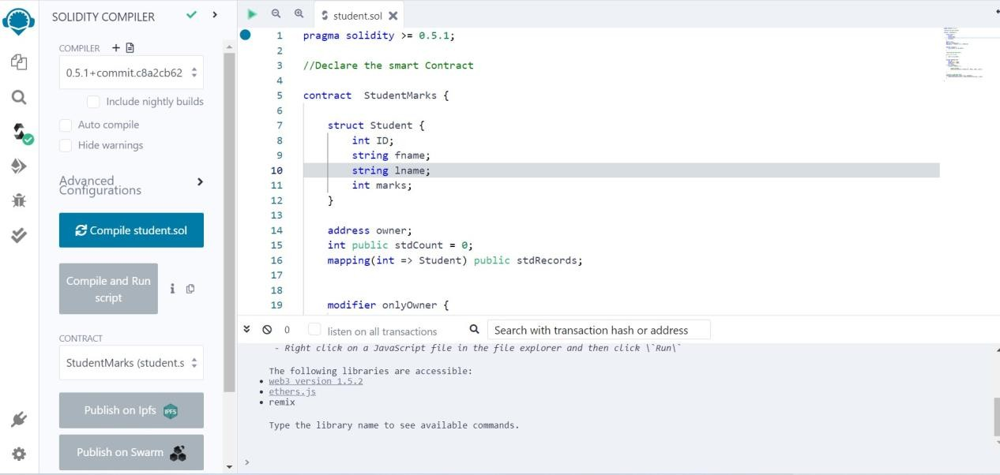 SOLIDITY COMPILER
COMPILER +
0.5.1+commit.c8a2cb62
Include nightly builds
Auto compile
Hide warnings
Advanced
Configurations
Compile student.sol
Compile and Run
script
CONTRACT
StudentMarks (student.s
Publish on Ipfs IPFS
Publish on Swarm
student.sol
1 pragma solidity >= 0.5.1;
2
3 //Declare the smart Contract
4
5 contract  StudentMarks {
6
7 struct Student {
8 int ID;
9 string fname;
10 string lname;
11 int marks;
12 }
13
14 address owner;
15 int public stdCount = 0;
16 mapping(int => Student) public stdRecords;
17
18
19 modifier onlyOwner {
0 listen on all transactions Search with transaction hash or address
- Right click on a JavaScript file in the file explorer and then click \`Run\`
The following libraries are accessible:
• web3 version 1.5.2
• ethers.js
• remix
Type the library name to see available commands.
>